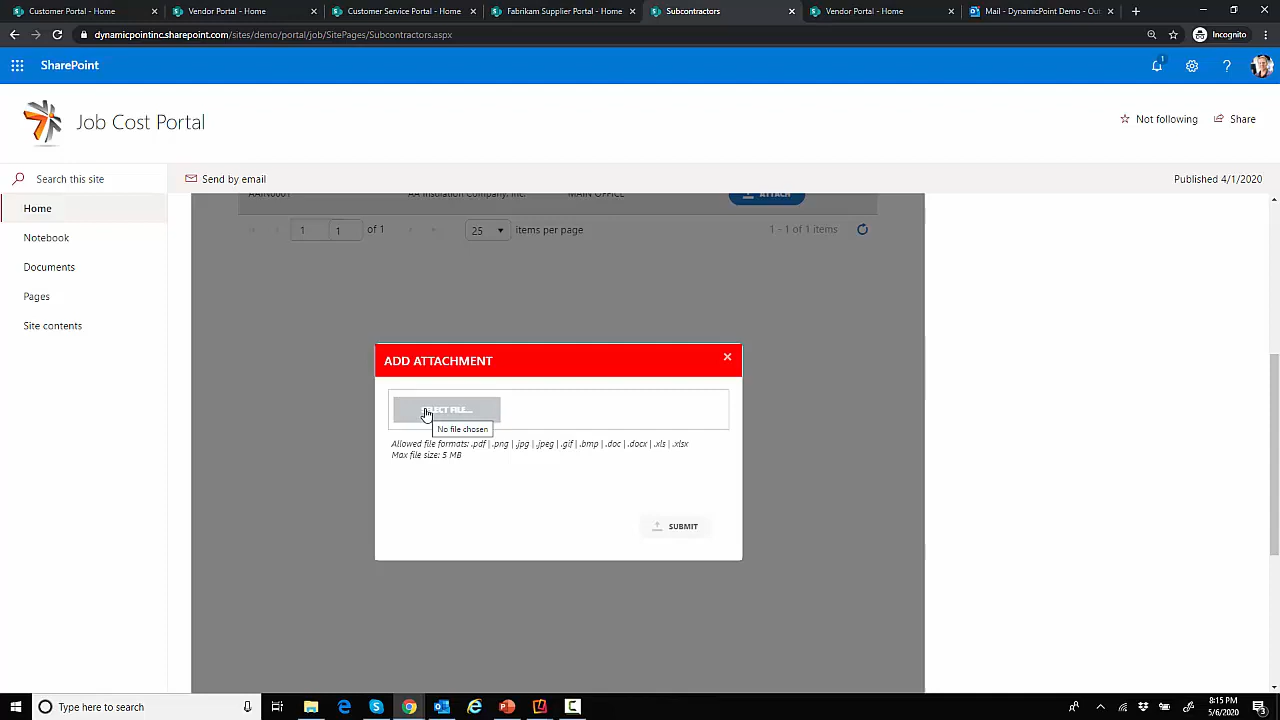 Customer Portal - Home
Vendor Portal - Home
Customer Service Portal - Home
Fabrikam Supplier Portal - Home
Subcontractors
Vendor Portal - Home
Mail - DynamicPoint Demo - Out
dynamicpointinc.sharepoint.com/sites/demo/portal/job/SitePages/Subcontractors.aspx
Incognito
SharePoint
1
Job Cost Portal
Not following
Share
Search this site
Send by email
Published 4/1/2020
Home
Notebook
Documents
Pages
Site contents
AA Insulation Company, Inc.
MAIN OFFICE
ATTACH
1
1
of 1
25
items per page
1 - 1 of 1 items
ADD ATTACHMENT
No file chosen
Allowed file formats: .pdf | .png | .jpg | .jpeg | .gif | .bmp | .doc | .docx | .xls | .xlsx
Max file size: 5 MB
SUBMIT
Type here to search
8:15 PM
5/6/2020